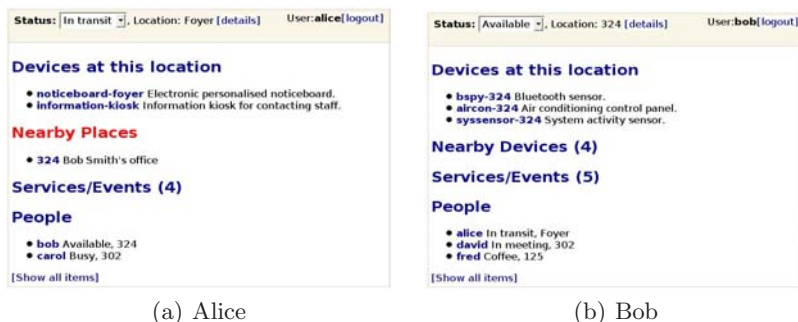 Status: In transit, Location: Foyer [details] User:alice[logout]
Devices at this location
• noticeboard-foyer Electronic personalised noticeboard.
• information-kiosk Information kiosk for contacting staff.
Nearby Places
• 324 Bob Smith's office
Services/Events (4)
People
• bob Available, 324
• carol Busy, 302
[Show all items]
(a) Alice
Status: Available, Location: 324 [details] User:bob[logout]
Devices at this location
• bspy-324 Bluetooth sensor.
• aircon-324 Air conditioning control panel.
• syssensor-324 System activity sensor.
Nearby Devices (4)
Services/Events (5)
People
• alice In transit, Foyer
• david In meeting, 302
• fred Coffee, 125
[Show all items]
(b) Bob